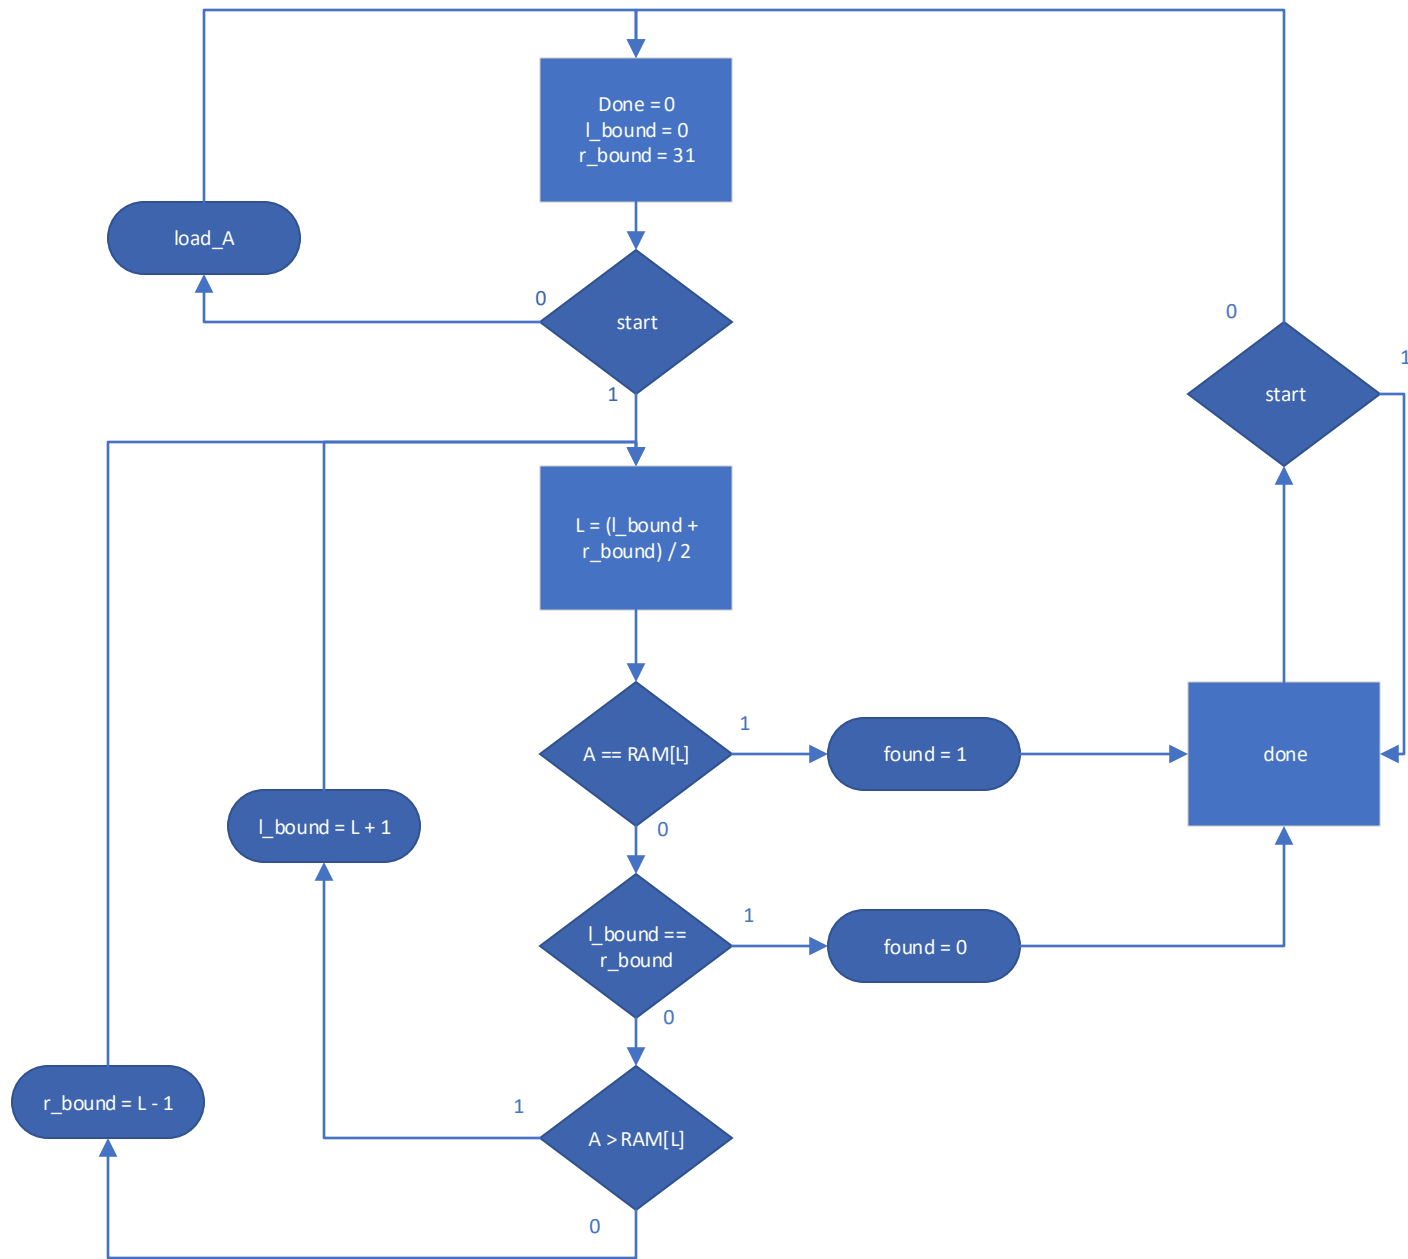 Done = 0
l_bound = 0
r_bound = 31
load_A
0
start
1
0
1
start
L = (l_bound +
r_bound) / 2
A == RAM[L]
1
found = 1
done
0
l_bound = L + 1
l_bound ==
r_bound
1
found = 0
0
r_bound = L - 1
1
A > RAM[L]
0